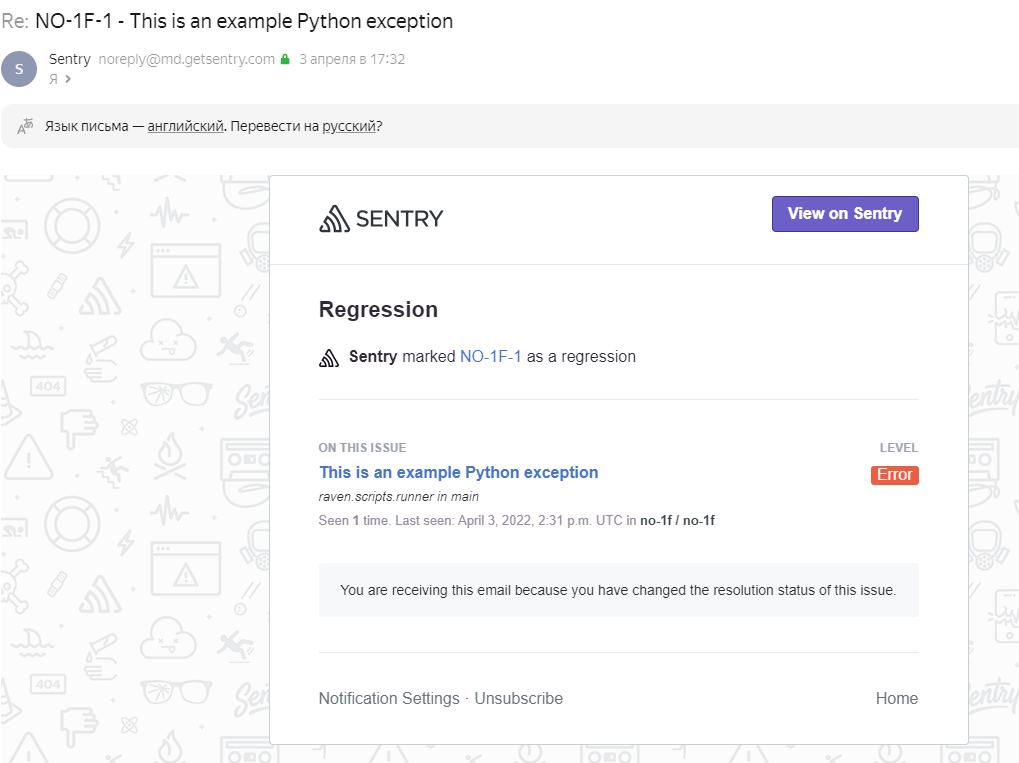 Re: NO-1F-1 - This is an example Python exception
S
Sentry noreply@md.getsentry.com 3 апреля в 17:32
Я >
Язык письма — английский. Перевести на русский?
SENTRY
View on Sentry
Regression
Sentry marked NO-1F-1 as a regression
ON THIS ISSUE
LEVEL
This is an example Python exception
Error
raven.scripts.runner in main
Seen 1 time. Last seen: April 3, 2022, 2:31 p.m. UTC in no-1f / no-1f
You are receiving this email because you have changed the resolution status of this issue.
Notification Settings · Unsubscribe
Home
404
404
Sentry
Sentry